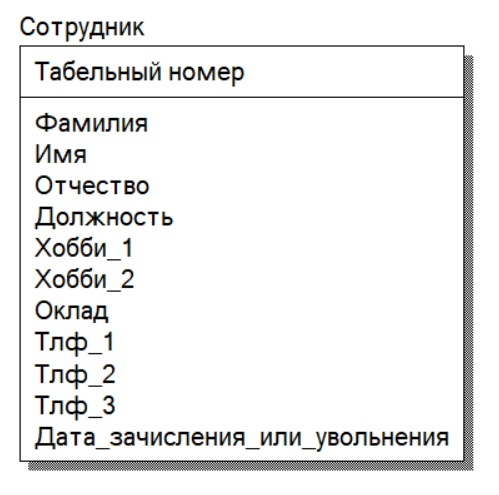 Сотрудник
Табельный номер
Фамилия
Имя
Отчество
Должность
Хобби_1
Хобби_2
Оклад
Тлф_1
Тлф_2
Тлф_3
Дата_зачисления_или_увольнения